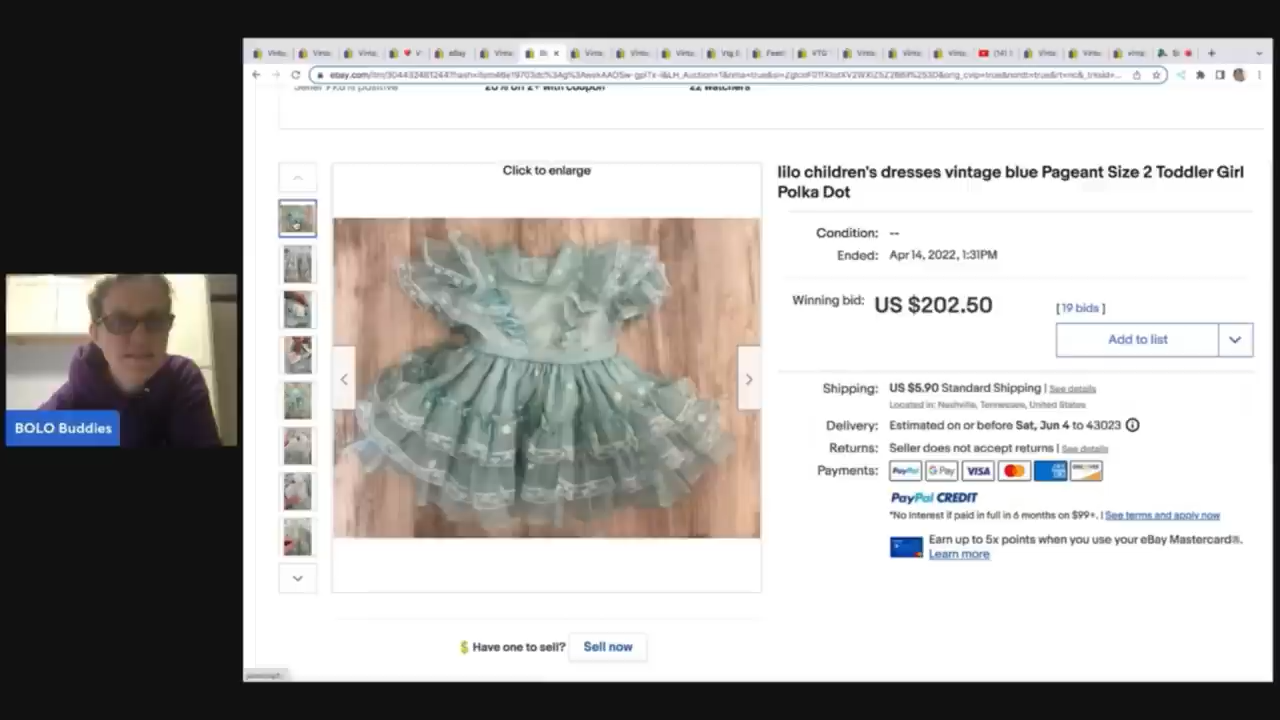 Click to enlarge
lilo children's dresses vintage blue Pageant Size 2 Toddler Girl
Polka Dot
Condition: --
Ended: Apr 14, 2022, 1:31PM
Winning bid: US $202.50 [ 19 bids ]
Add to list
Shipping: US $5.90 Standard Shipping | See details
Located in: Nashville, Tennessee, United States
Delivery: Estimated on or before Sat, Jun 4 to 43023
Returns: Seller does not accept returns | See details
Payments: PayPal G Pay VISA
PayPal CREDIT
*No Interest if paid in full in 6 months on $99+. | See terms and apply now
Earn up to 5x points when you use your eBay Mastercard®.
Learn more
$ Have one to sell? Sell now
BOLO Buddies